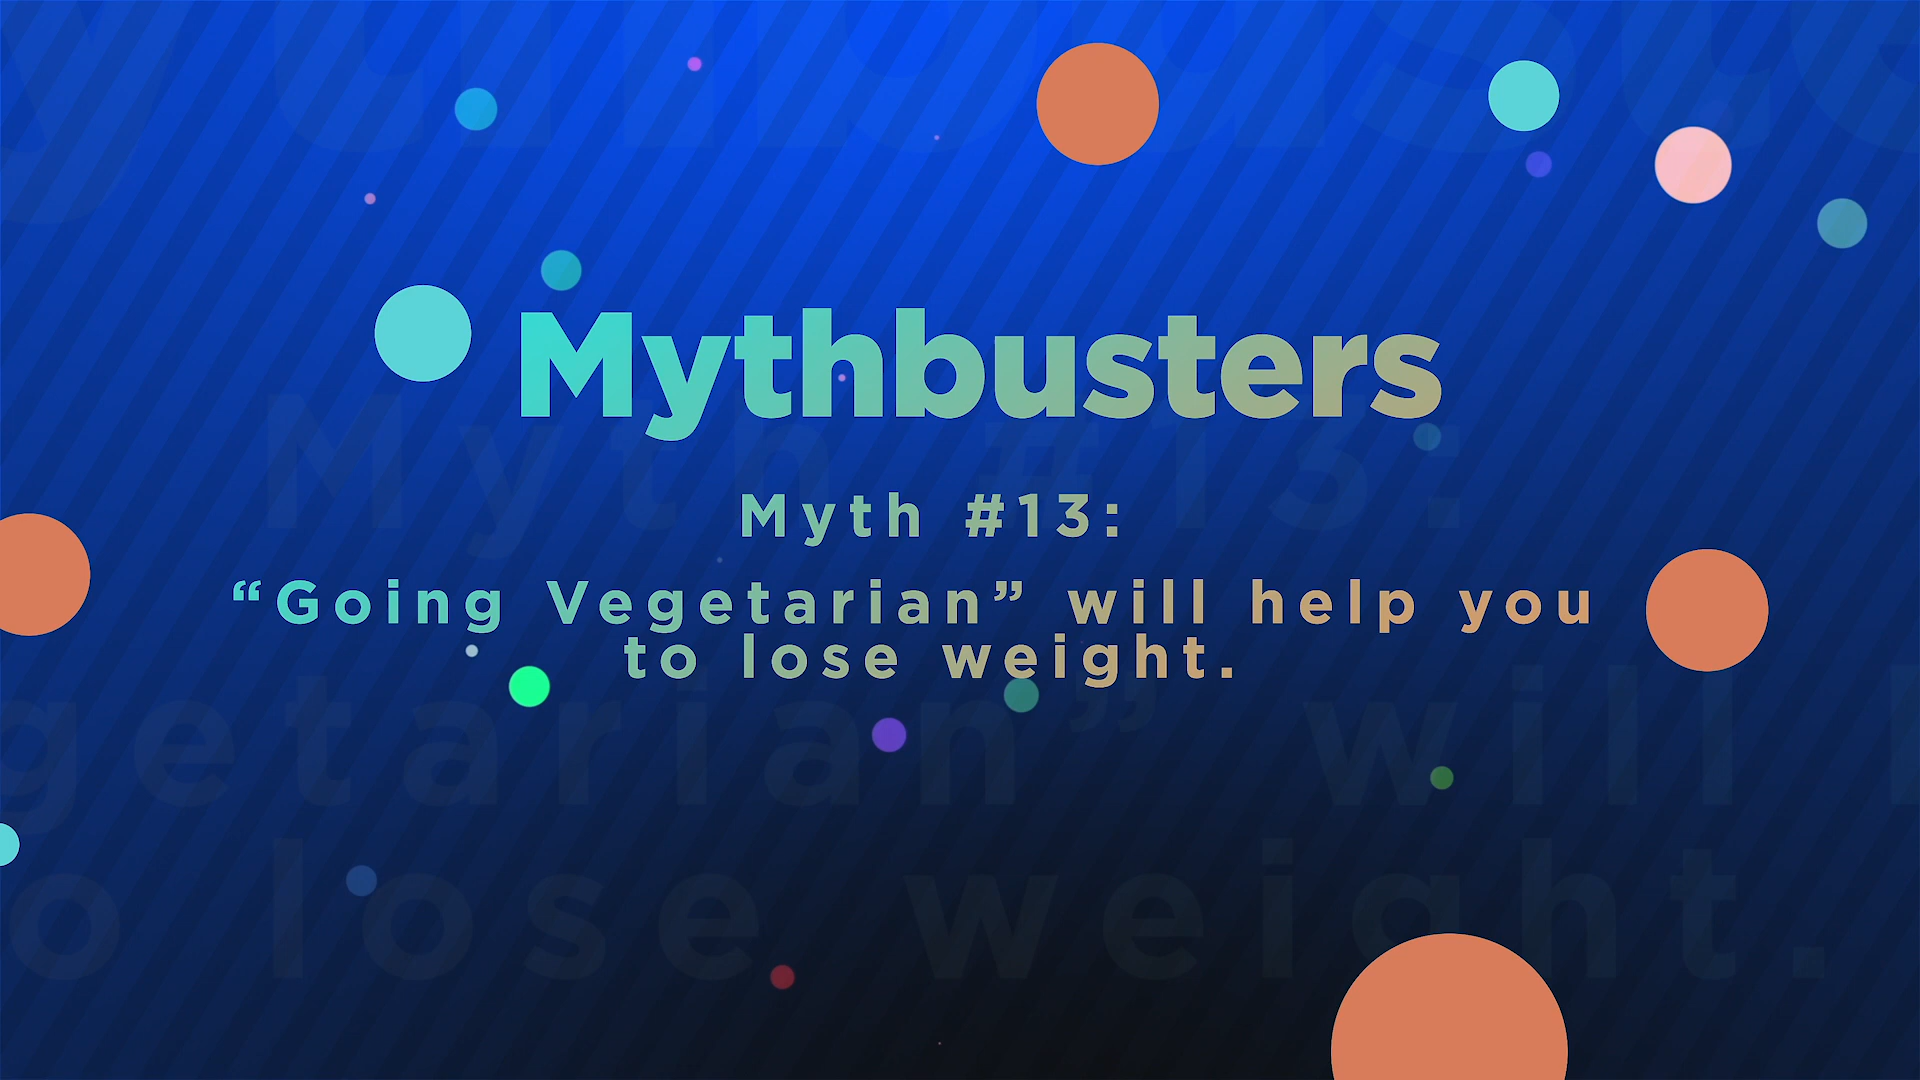 Mythbusters
Myth #13:
“Going Vegetarian” will help you
to lose weight.